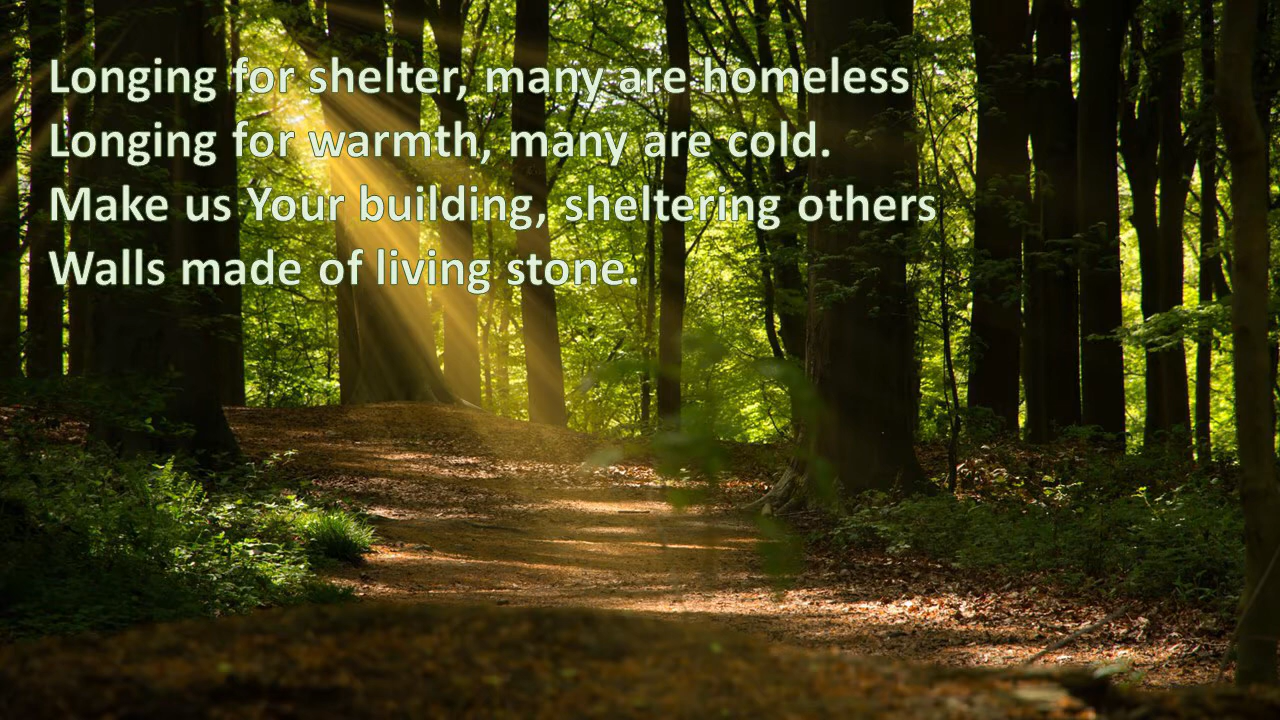 Longing for shelter, many are homeless
Longing for warmth, many are cold.
Make us Your building, sheltering others
Walls made of living stone.